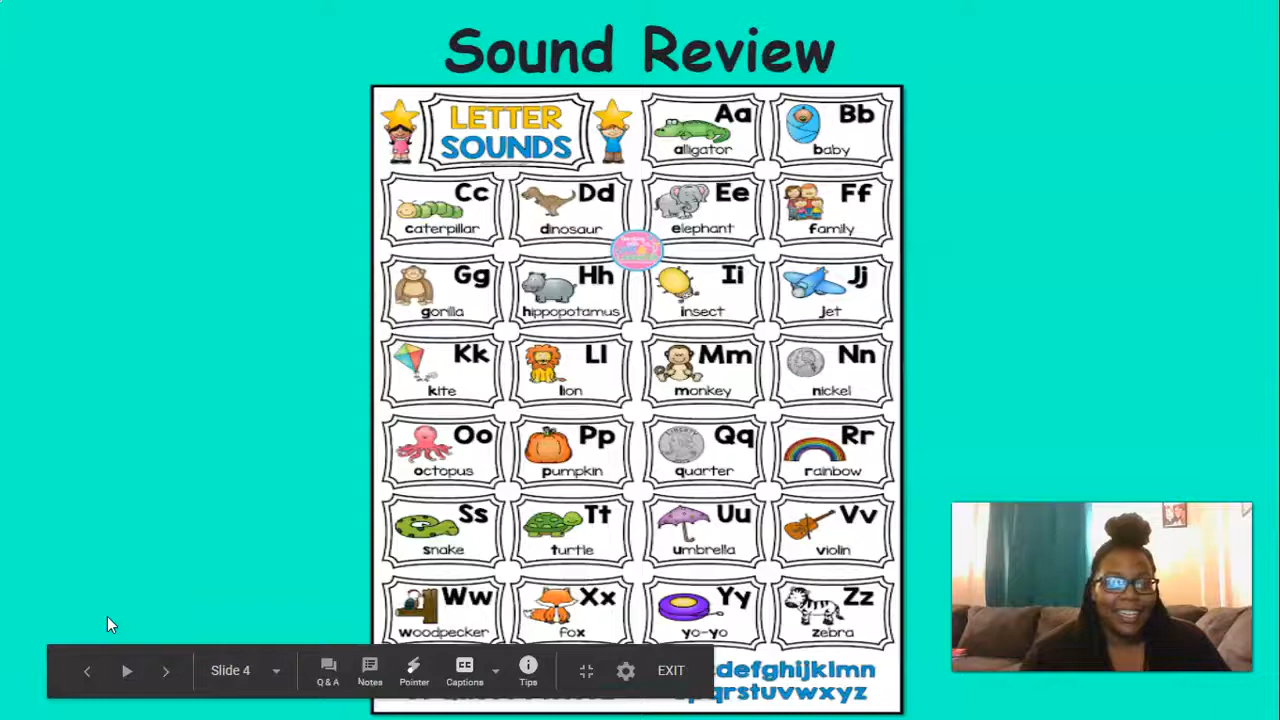 Sound Review
LETTER
SOUNDS
Aa
alligator
Bb
baby
Cc
caterpillar
Dd
dinosaur
Ee
elephant
Ff
family
Gg
gorilla
Hh
hippopotamus
Ii
insect
Jj
jet
Kk
kite
Ll
lion
Mm
monkey
Nn
nickel
Oo
octopus
Pp
pumpkin
Qq
quarter
Rr
rainbow
Ss
snake
Tt
turtle
Uu
umbrella
Vv
violin
Ww
woodpecker
Xx
fox
Yy
yo-yo
Zz
zebra
defghijklmn
pqrstuvwxyz
Slide 4
Q & A
Notes
Pointer
CC
Captions
Tips
EXIT